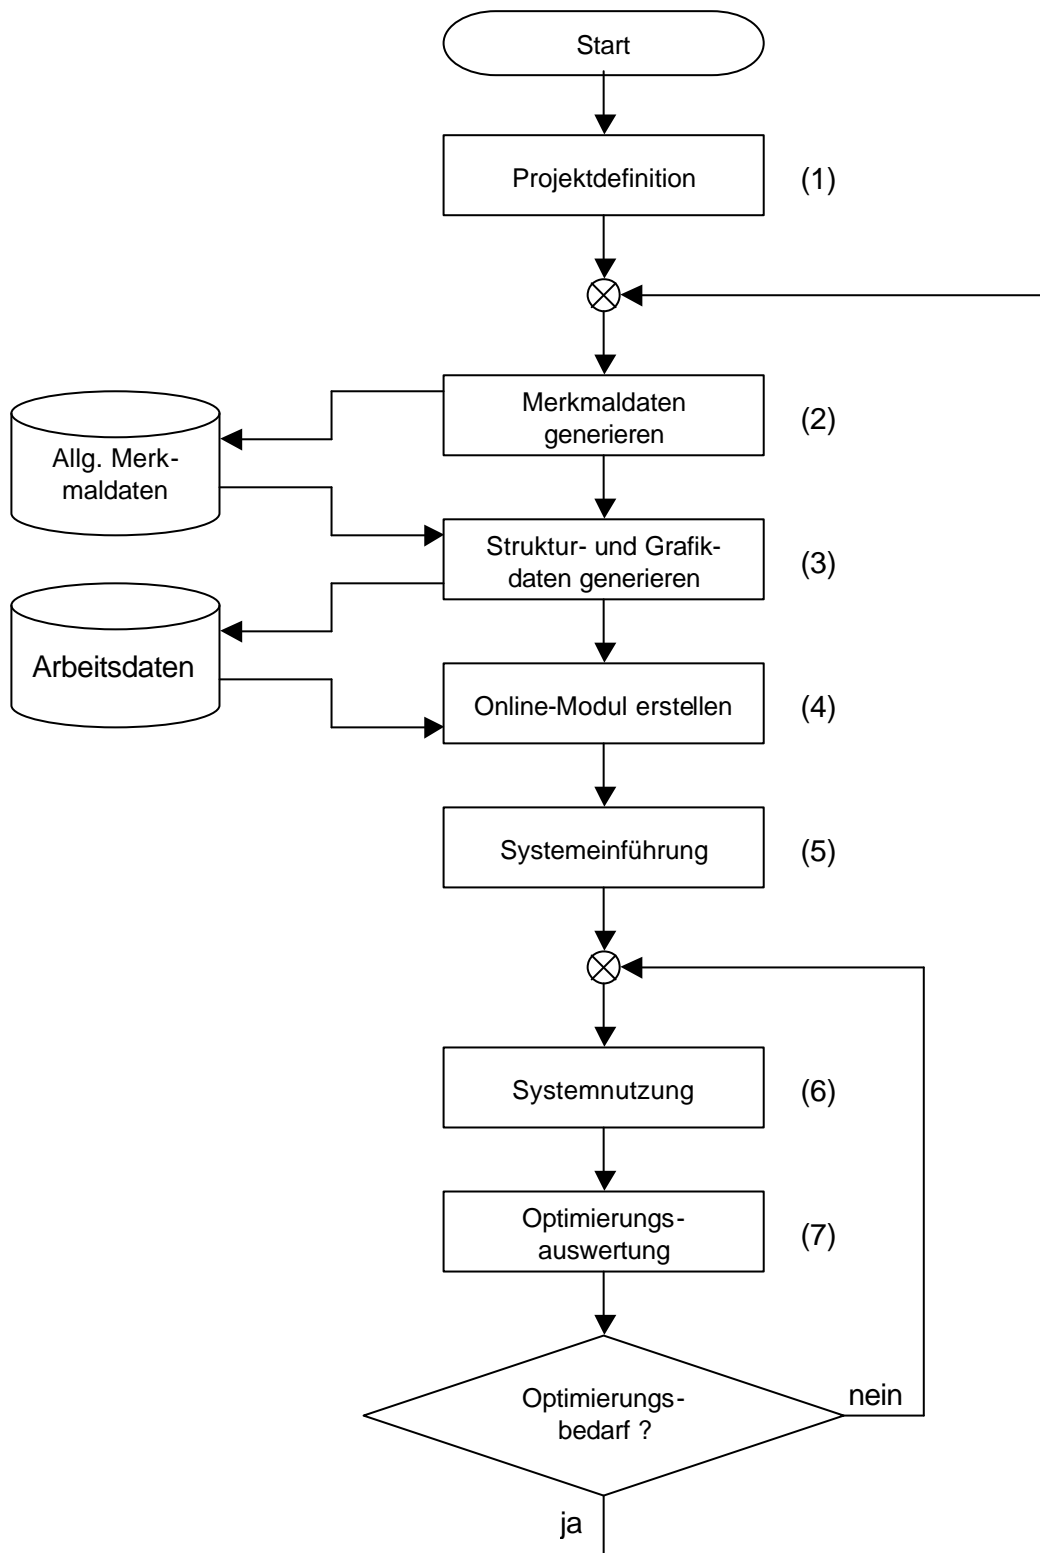 Start
Projektdefinition
(1)
Merkmaldaten
generieren
(2)
Allg. Merk-
maldaten
Struktur- und Grafik-
daten generieren
(3)
Arbeitsdaten
Online-Modul erstellen
(4)
Systemeinführung
(5)
Systemnutzung
(6)
Optimierungs-
auswertung
(7)
Optimierungs-
bedarf ?
nein
ja